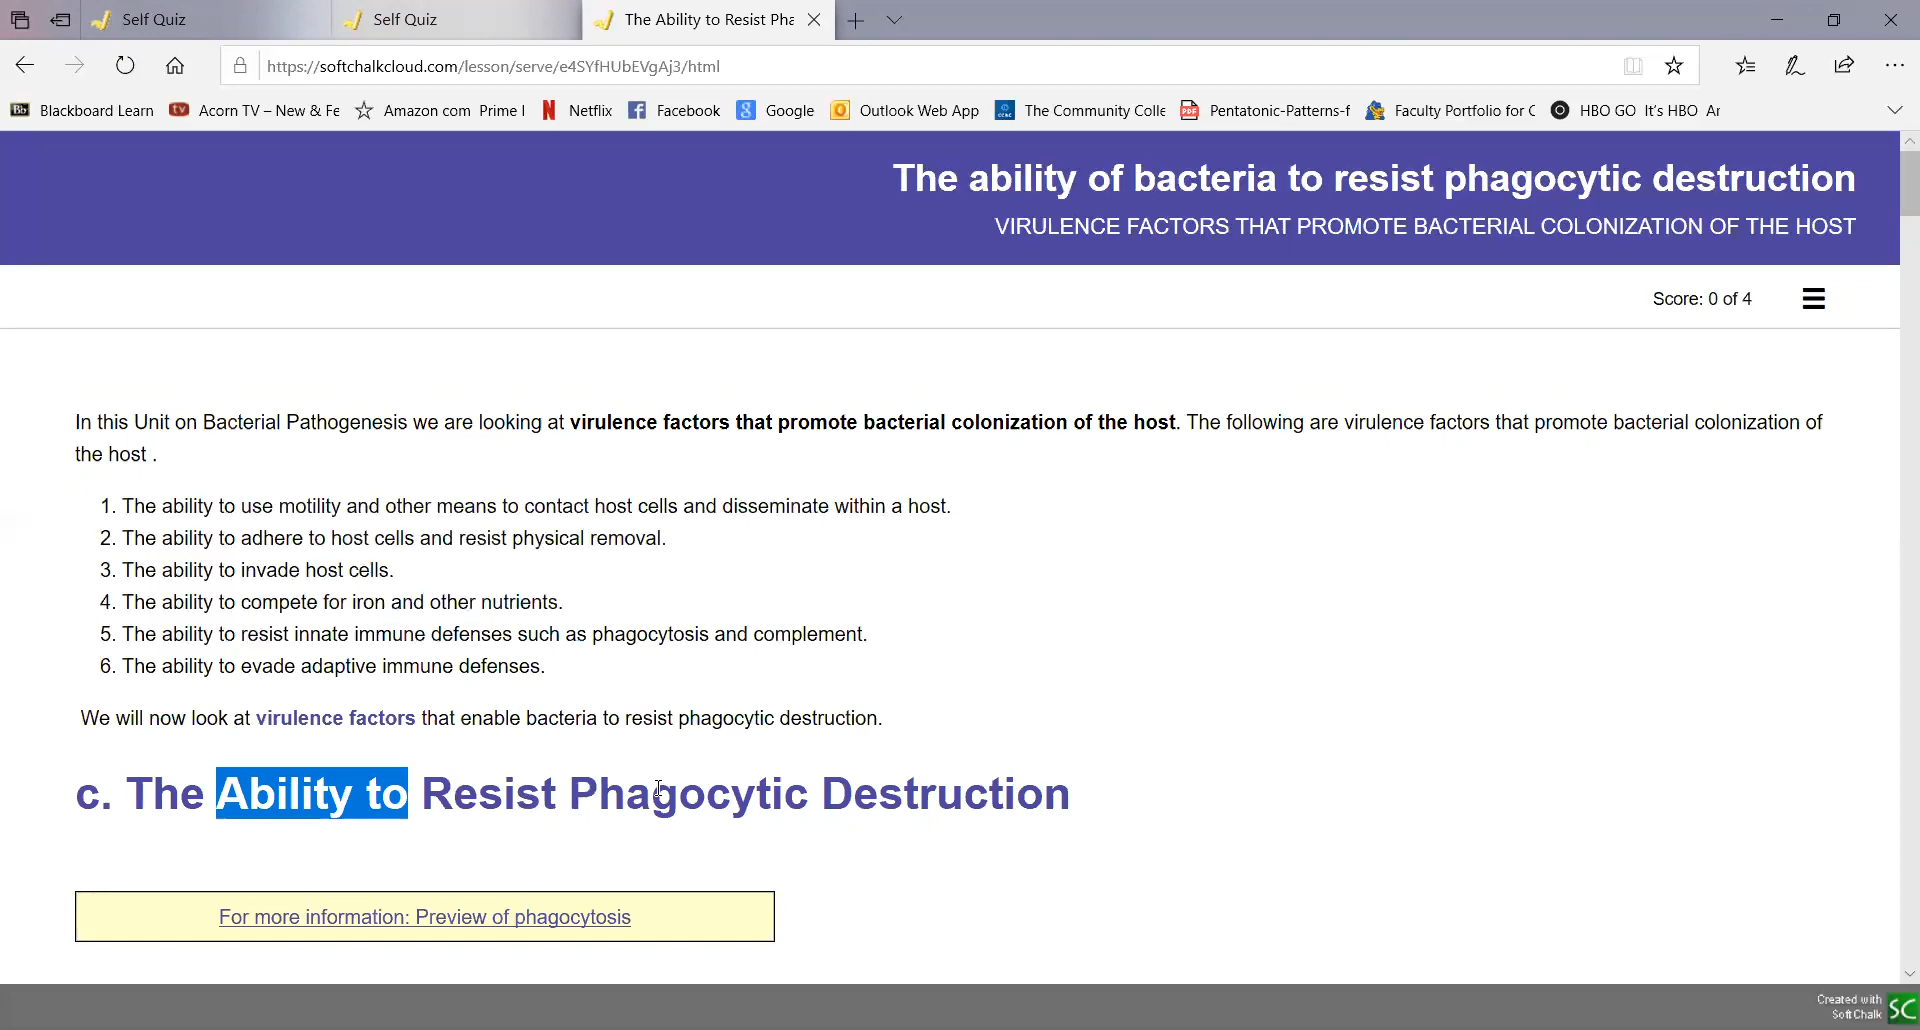 Self Quiz
Self Quiz
The Ability to Resist Pha
https://softchalkcloud.com/lesson/serve/e4SYfHUbEVgAj3/html
Bb Blackboard Learn
tv Acorn TV – New & Fe
Amazon com Prime I
N Netflix
f Facebook
8 Google
Outlook Web App
The Community Colle
PDF Pentatonic-Patterns-f
Faculty Portfolio for C
HBO GO It's HBO Ar
The ability of bacteria to resist phagocytic destruction
VIRULENCE FACTORS THAT PROMOTE BACTERIAL COLONIZATION OF THE HOST
Score: 0 of 4
In this Unit on Bacterial Pathogenesis we are looking at virulence factors that promote bacterial colonization of the host. The following are virulence factors that promote bacterial colonization of
the host .
1. The ability to use motility and other means to contact host cells and disseminate within a host.
2. The ability to adhere to host cells and resist physical removal.
3. The ability to invade host cells.
4. The ability to compete for iron and other nutrients.
5. The ability to resist innate immune defenses such as phagocytosis and complement.
6. The ability to evade adaptive immune defenses.
We will now look at virulence factors that enable bacteria to resist phagocytic destruction.
c. The Ability to Resist Phagocytic Destruction
For more information: Preview of phagocytosis
Created with
SoftChalk
SC